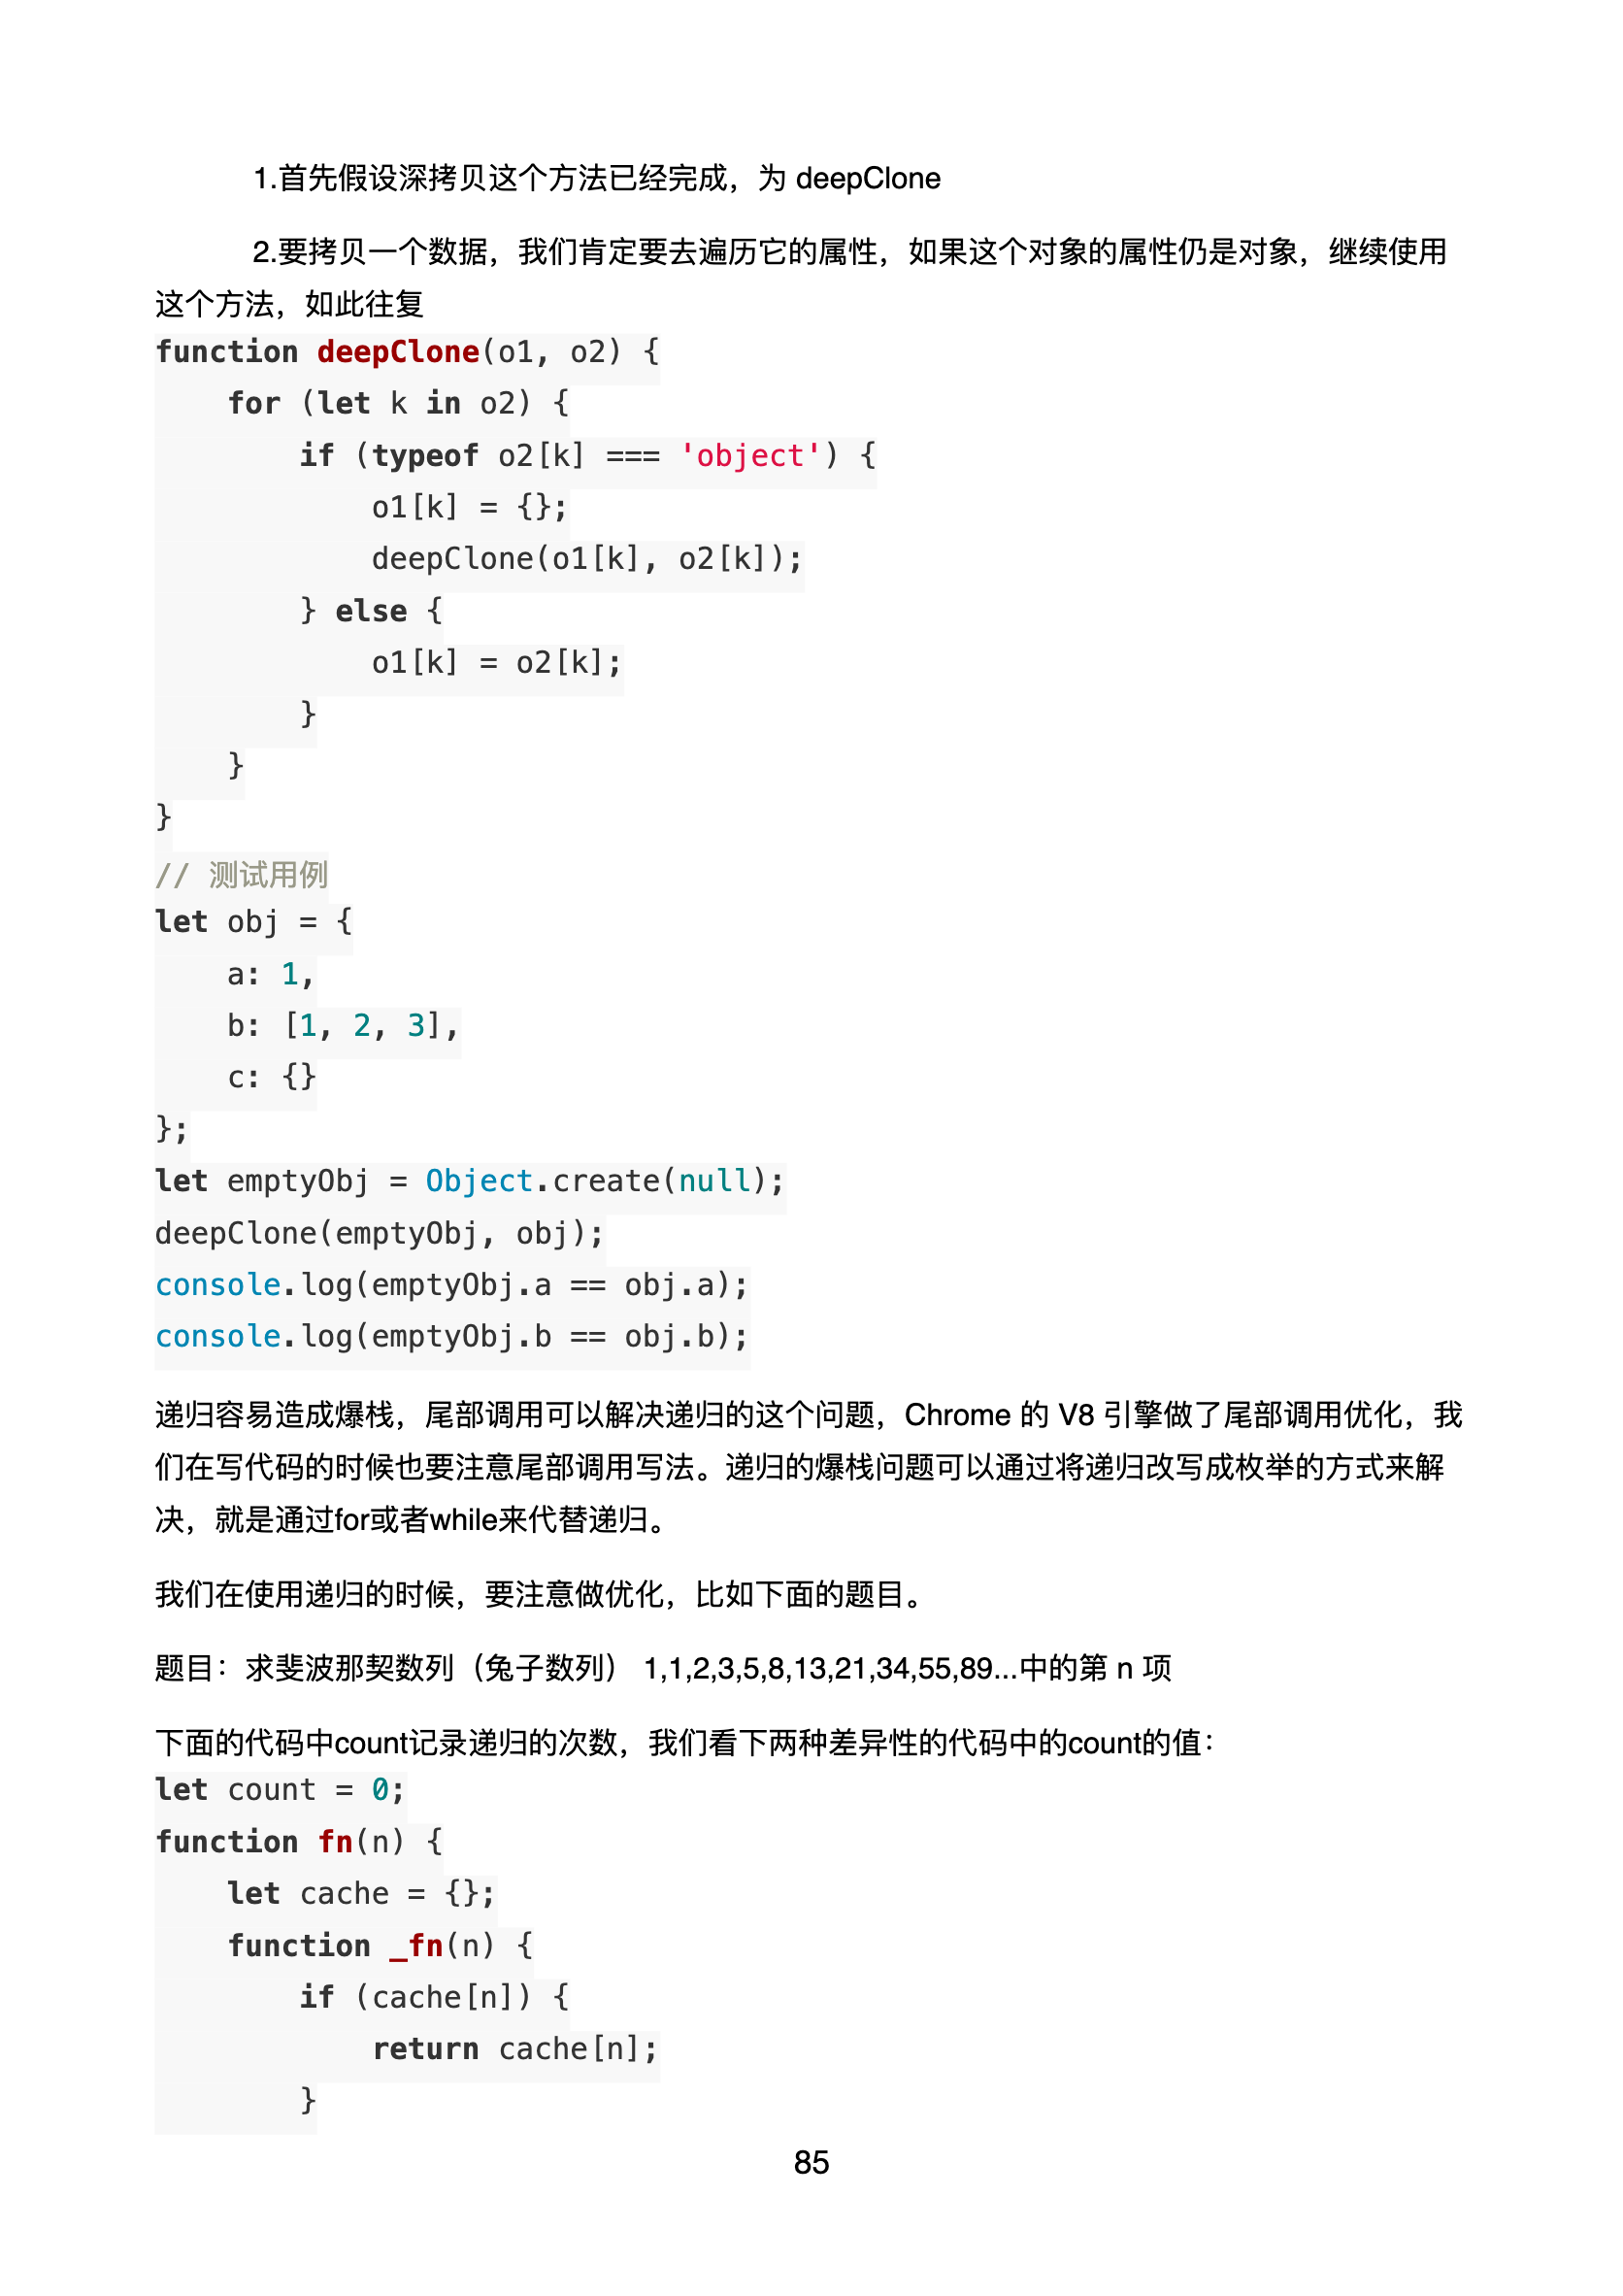 1.首先假设深拷贝这个方法已经完成，为 deepClone
2.要拷贝一个数据，我们肯定要去遍历它的属性，如果这个对象的属性仍是对象，继续使用
这个方法，如此往复
function deepClone(o1, o2) {
    for (let k in o2) {
        if (typeof o2[k] === 'object') {
            o1[k] = {};
            deepClone(o1[k], o2[k]);
        } else {
            o1[k] = o2[k];
        }
    }
}
// 测试用例
let obj = {
    a: 1,
    b: [1, 2, 3],
    c: {}
};
let emptyObj = Object.create(null);
deepClone(emptyObj, obj);
console.log(emptyObj.a == obj.a);
console.log(emptyObj.b == obj.b);
递归容易造成爆栈，尾部调用可以解决递归的这个问题，Chrome 的 V8 引擎做了尾部调用优化，我
们在写代码的时候也要注意尾部调用写法。递归的爆栈问题可以通过将递归改写成枚举的方式来解
决，就是通过for或者while来代替递归。
我们在使用递归的时候，要注意做优化，比如下面的题目。
题目：求斐波那契数列（兔子数列） 1,1,2,3,5,8,13,21,34,55,89...中的第 n 项
下面的代码中count记录递归的次数，我们看下两种差异性的代码中的count的值：
let count = 0;
function fn(n) {
    let cache = {};
    function _fn(n) {
        if (cache[n]) {
            return cache[n];
        }
85